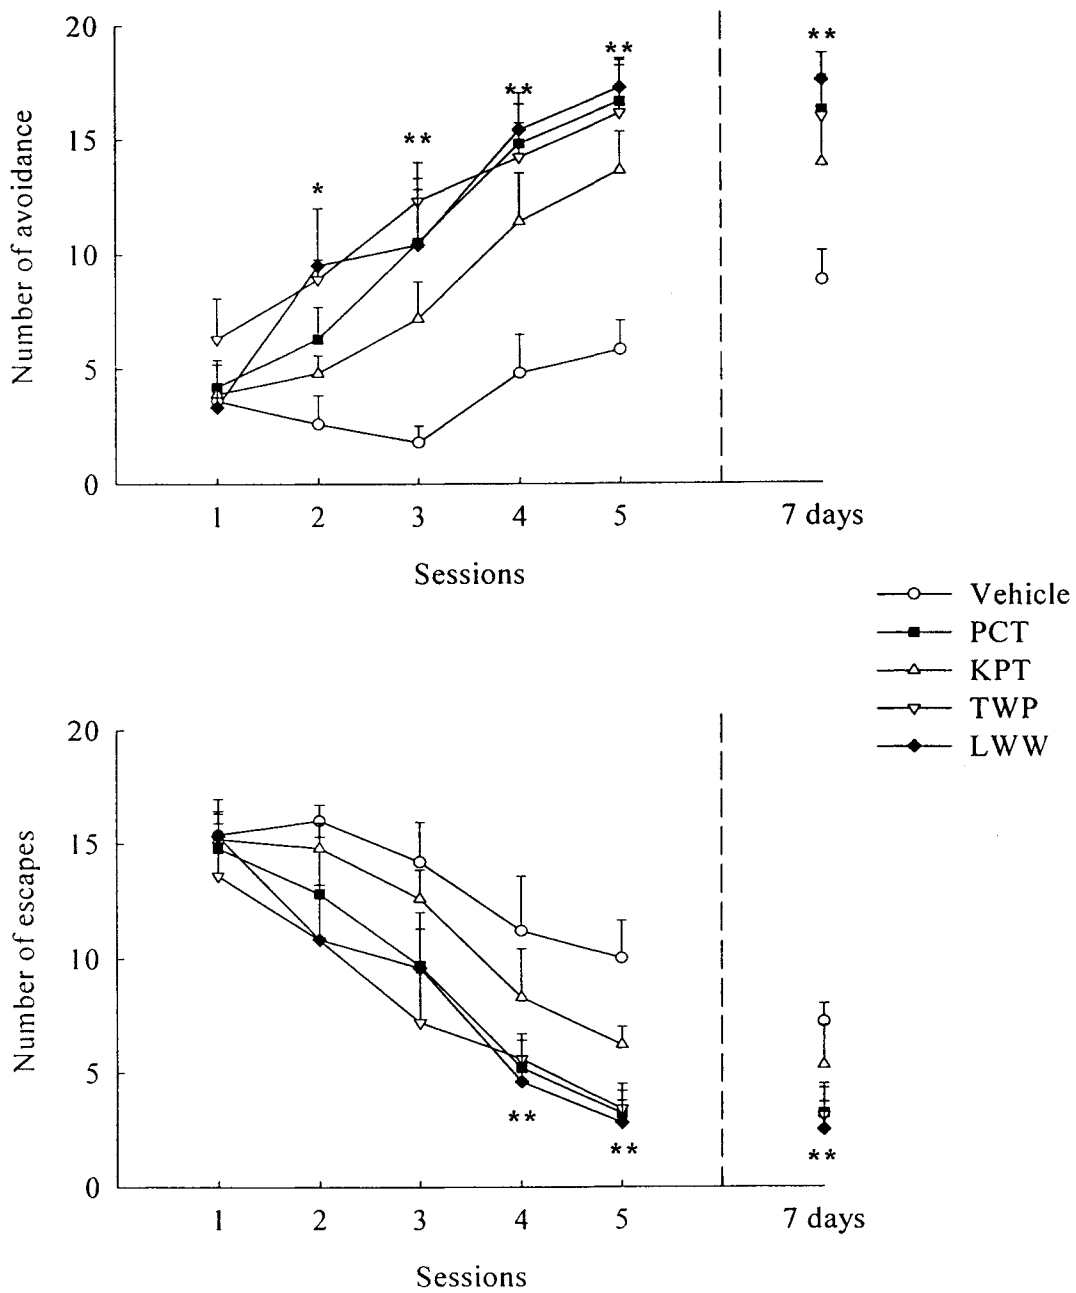 20
15
10
5
0
Number of avoidance
*
**
**
**
**
1 2 3 4 5 7 days
Sessions
Vehicle
PCT
KPT
TWP
LWW
20
15
10
5
0
Number of escapes
**
**
**
1 2 3 4 5 7 days
Sessions